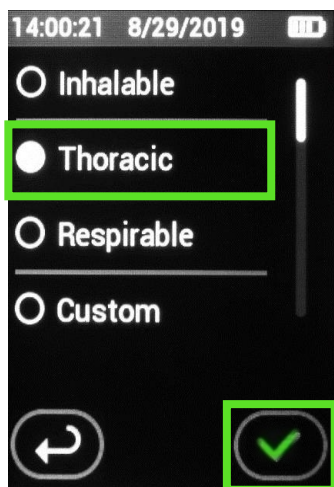 14:00:21 8/29/2019
Inhalable
Thoracic
Respirable
Custom